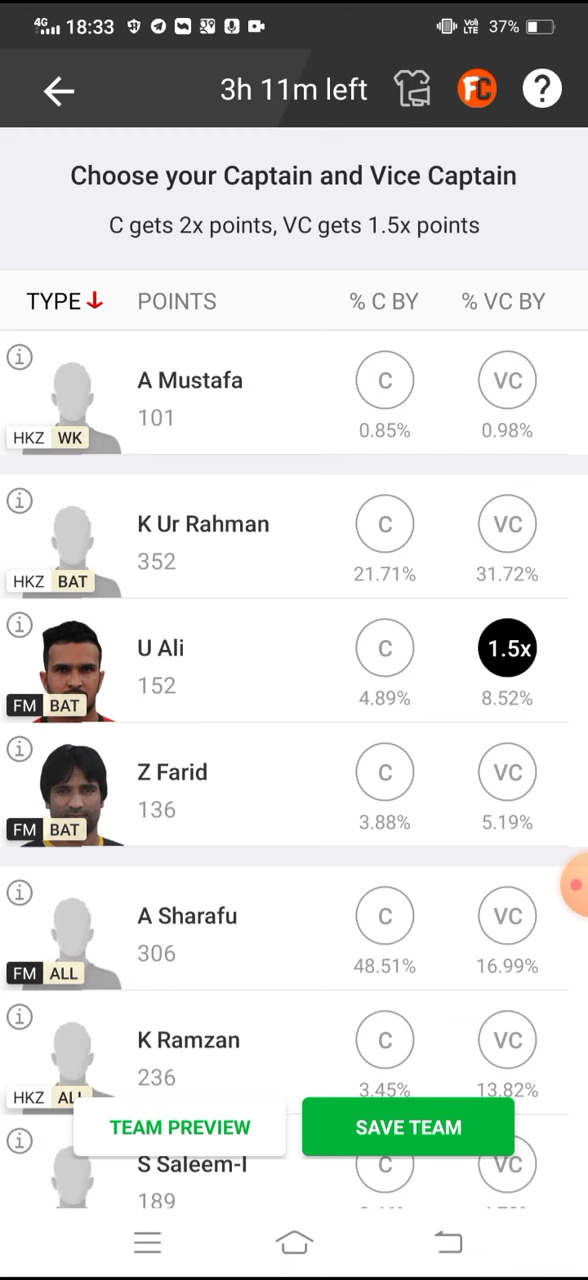 4G 18:33 Vo) LTE 37%
3h 11m left FC ?
Choose your Captain and Vice Captain
C gets 2x points, VC gets 1.5x points
TYPE POINTS % C BY % VC BY
A Mustafa C VC
101 0.85% 0.98%
HKZ WK
K Ur Rahman C VC
352 21.71% 31.72%
HKZ BAT
U Ali C 1.5x
152 4.89% 8.52%
FM BAT
Z Farid C VC
136 3.88% 5.19%
FM BAT
A Sharafu C VC
306 48.51% 16.99%
FM ALL
K Ramzan C VC
236 3.45% 13.82%
HKZ
TEAM PREVIEW SAVE TEAM
S Saleem-I C VC
189